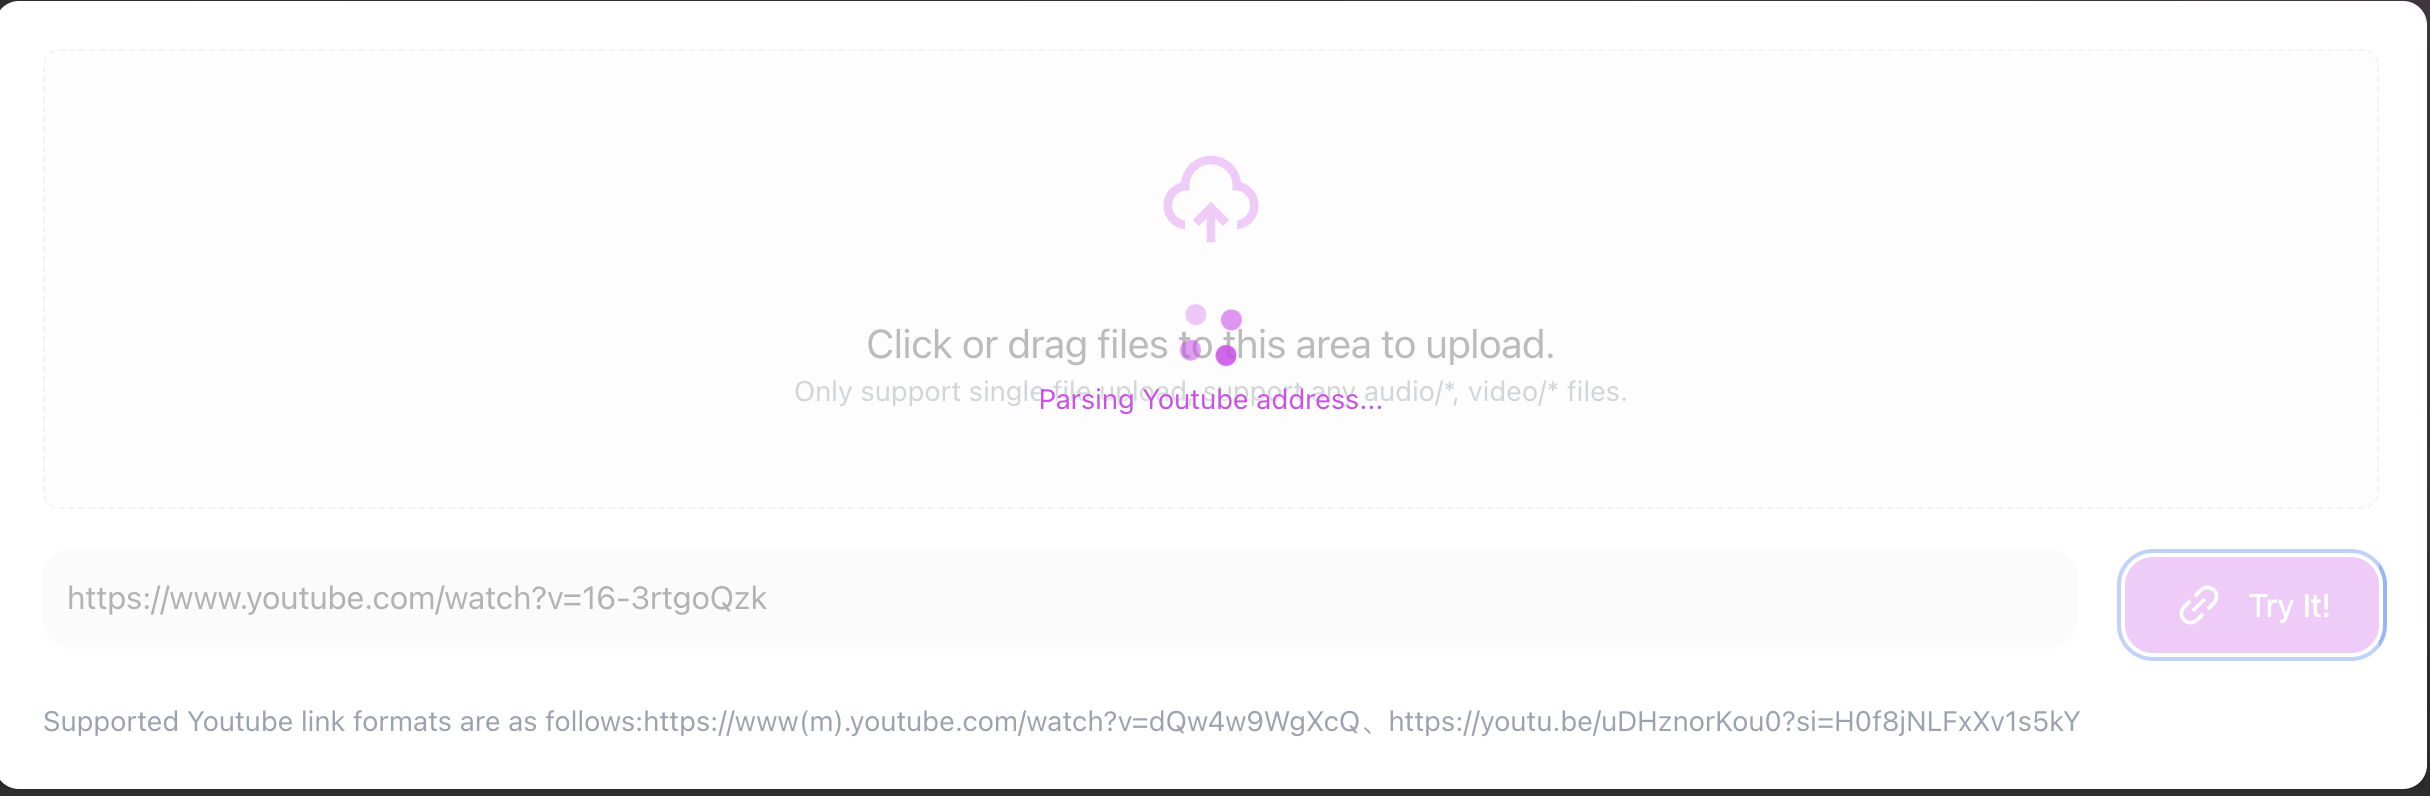 Click or drag files to this area to upload.
Only support single file upload, support any audio/*, video/* files.
Parsing Youtube address...
https://www.youtube.com/watch?v=16-3rtgoQzk
Try It!
Supported Youtube link formats are as follows:https://www(m).youtube.com/watch?v=dQw4w9WgXcQ、https://youtu.be/uDHznorKou0?si=H0f8jNLFxXv1s5kY